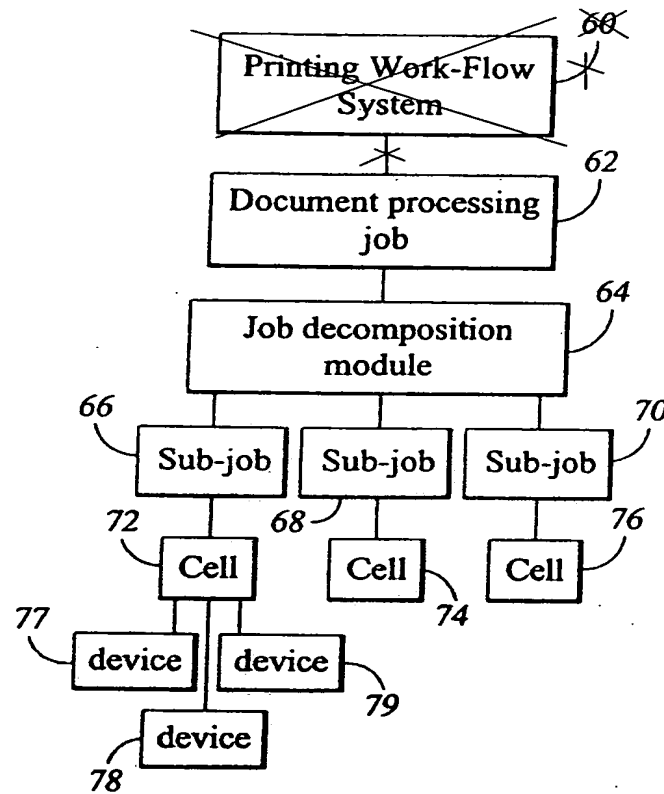 60
Printing Work-Flow
System
62
Document processing
job
64
Job decomposition
module
66
70
Sub-job
Sub-job
Sub-job
68
72
76
Cell
Cell
Cell
74
77
device
device
79
device
78